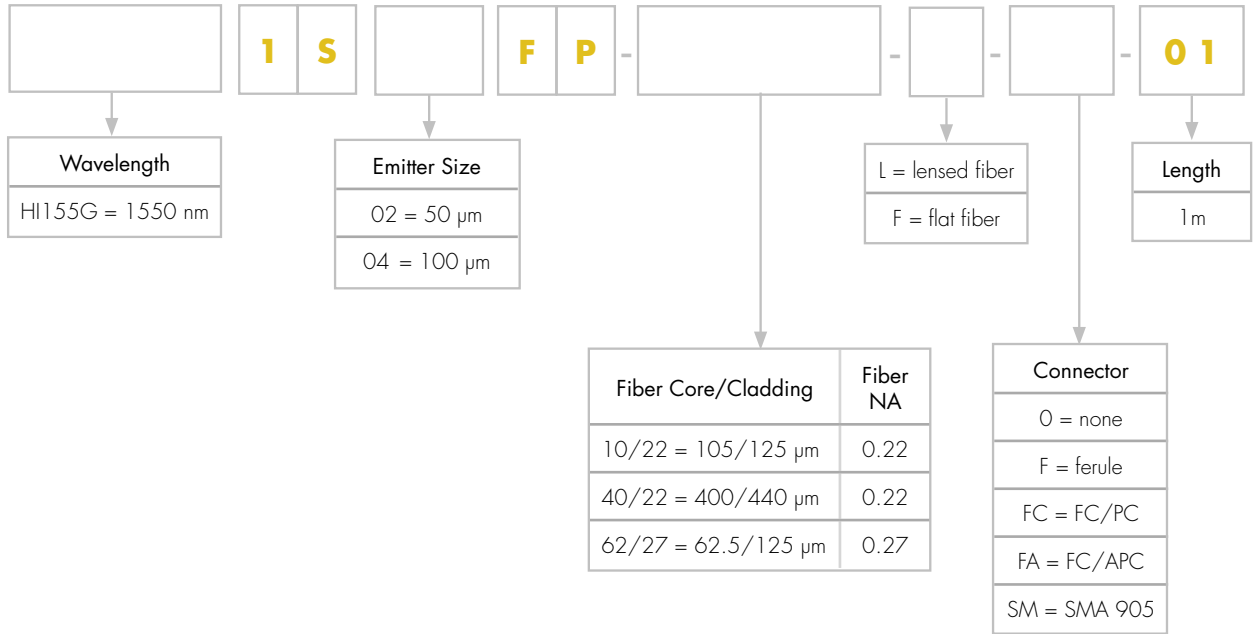 1 S F P - - - - 0 1
Wavelength
HI155G = 1550 nm
Emitter Size
02 = 50 µm
04 = 100 µm
L = lensed fiber
F = flat fiber
Length
1m
Fiber Core/Cladding Fiber NA
10/22 = 105/125 µm 0.22
40/22 = 400/440 µm 0.22
62/27 = 62.5/125 µm 0.27
Connector
0 = none
F = ferule
FC = FC/PC
FA = FC/APC
SM = SMA 905